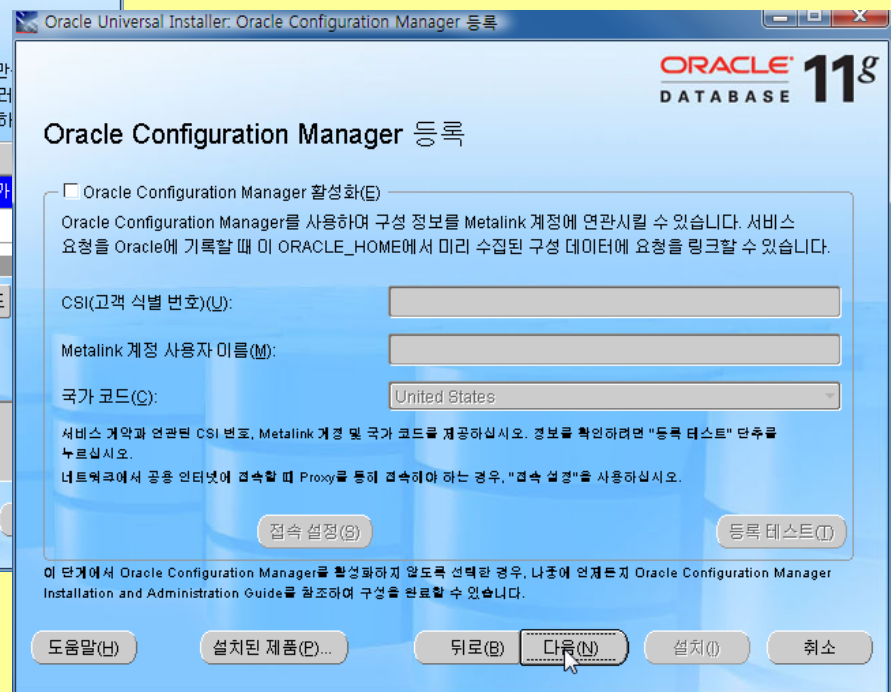 Oracle Universal Installer: Oracle Configuration Manager 등록
ORACLE
DATABASE 11g
Oracle Configuration Manager 등록
Oracle Configuration Manager 활성화(E)
Oracle Configuration Manager를 사용하여 구성 정보를 Metalink 계정에 연관시킬 수 있습니다. 서비스
요청을 Oracle에 기록할 때 이 ORACLE_HOME에서 미리 수집된 구성 데이터에 요청을 링크할 수 있습니다.
CSI(고객 식별 번호)(U):
Metalink 계정 사용자 이름(M):
국가 코드(C):
United States
서비스 계약과 연관된 CSI 번호, Metalink 계정 및 국가 코드를 제공하십시오. 정보를 확인하려면 "등록 테스트" 단추를
누르십시오.
네트워크에서 공용 인터넷에 접속할 때 Proxy를 통해 접속해야 하는 경우, "접속 설정"을 사용하십시오.
접속 설정(S)
등록 테스트(T)
이 단계에서 Oracle Configuration Manager를 활성화하지 않도록 선택한 경우, 나중에 언제든지 Oracle Configuration Manager
Installation and Administration Guide를 참조하여 구성을 완료할 수 있습니다.
도움말(H)
설치된 제품(P)...
뒤로(B)
다음(N)
설치(I)
취소